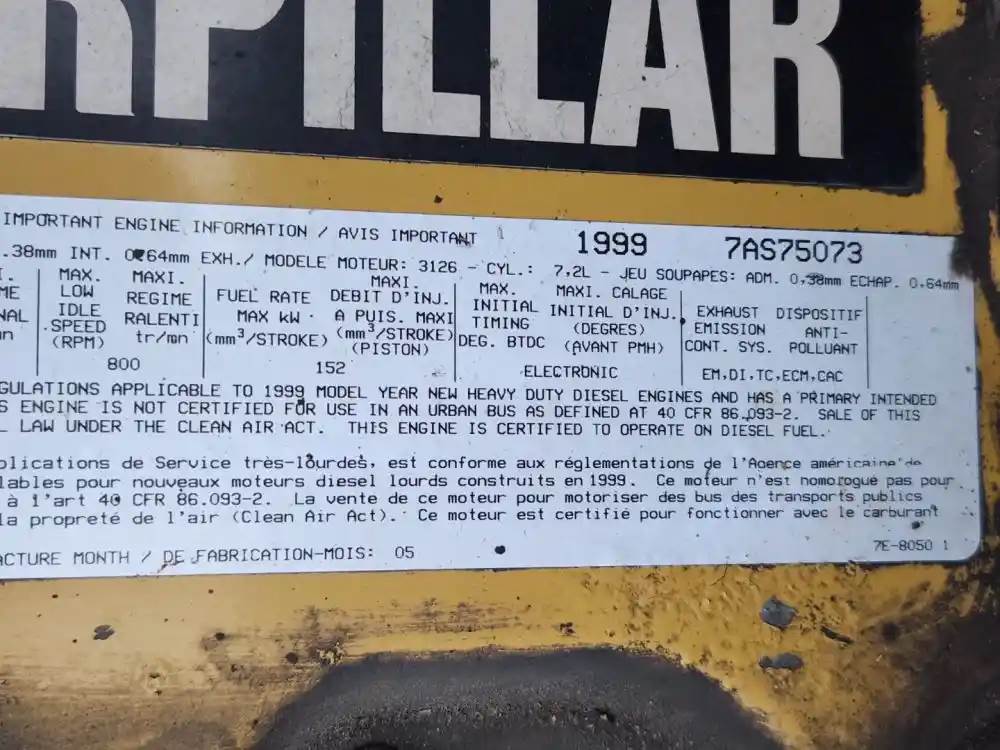 ERPILLAR
IMPORTANT ENGINE INFORMATION / AVIS IMPORTANT 1999 7AS75073
.38mm INT. 0.64mm EXH./ MODELE MOTEUR: 3126 - CYL.: 7,2L - JEU SOUPAPES: ADM. 0,38mm ECHAP. 0,64mm
MAX. LOW IDLE SPEED (RPM)
MAXI. REGIME RALENTI tr/mn
800
FUEL RATE MAX kW (mm³/STROKE)
MAXI. DEBIT D'INJ. A PUIS. MAXI (mm³/STROKE) (PISTON)
152
MAX. INITIAL TIMING DEG. BTDC
MAXI. CALAGE INITIAL D'INJ. (DEGRES) (AVANT PMH)
ELECTRONIC
EXHAUST EMISSION CONT. SYS.
DISPOSITIF ANTI- POLLUANT
EM,DI,TC,ECM,CAC
GULATIONS APPLICABLE TO 1999 MODEL YEAR NEW HEAVY DUTY DIESEL ENGINES AND HAS A PRIMARY INTENDED
S ENGINE IS NOT CERTIFIED FOR USE IN AN URBAN BUS AS DEFINED AT 40 CFR 86.093-2. SALE OF THIS
L LAW UNDER THE CLEAN AIR ACT. THIS ENGINE IS CERTIFIED TO OPERATE ON DIESEL FUEL.
plications de Service très-lourdes, est conforme aux réglementations de l'Agence américaine de
lables pour nouveaux moteurs diesel lourds construits en 1999. Ce moteur n'est homorogué pas pour
à l'art 40 CFR 86.093-2. La vente de ce moteur pour motoriser des bus des transports publics
la propreté de l'air (Clean Air Act). Ce moteur est certifié pour fonctionner avec le carburant
ACTURE MONTH / DE FABRICATION-MOIS: 05
7E-8050 1